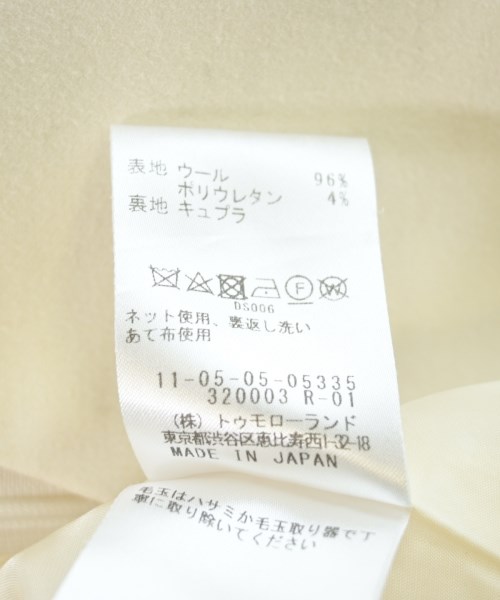 表地 ウール 96%
ポリウレタン 4%
裏地 キュプラ
F W
DS006
ネット使用、裏返し洗い
あて布使用
11-05-05-05335
320003 R-01
(株) トゥモローランド
東京都渋谷区恵比寿西1-32-18
MADE IN JAPAN
毛玉はハサミか毛玉取り器で丁
寧に取り除いてください